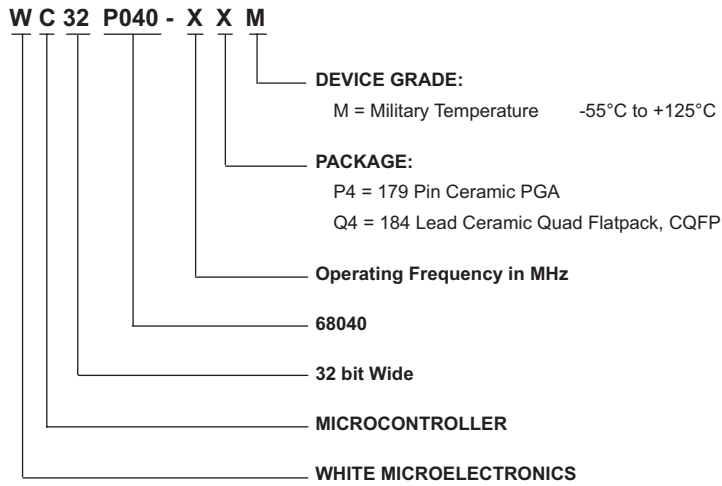 W C 32 P040 - X X M
DEVICE GRADE:
M = Military Temperature -55°C to +125°C
PACKAGE:
P4 = 179 Pin Ceramic PGA
Q4 = 184 Lead Ceramic Quad Flatpack, CQFP
Operating Frequency in MHz
68040
32 bit Wide
MICROCONTROLLER
WHITE MICROELECTRONICS